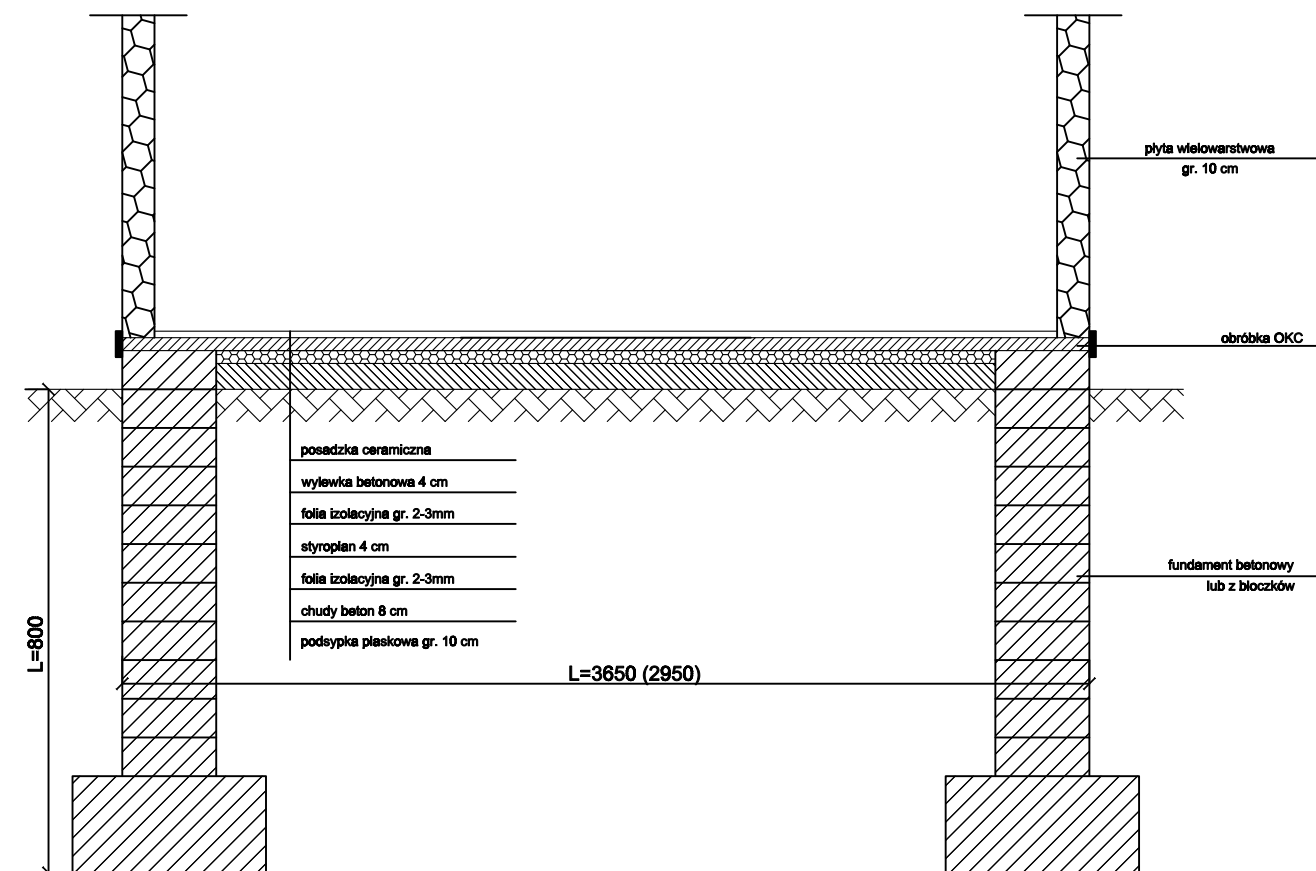 płyta wielowarstwowa
gr. 10 cm
obróbka OKC
posadzka ceramiczna
wylewka betonowa 4 cm
folia izolacyjna gr. 2-3mm
styropian 4 cm
folia izolacyjna gr. 2-3mm
chudy beton 8 cm
podsypka piaskowa gr. 10 cm
fundament betonowy
lub z bloczków
L=800
L=3650 (2950)